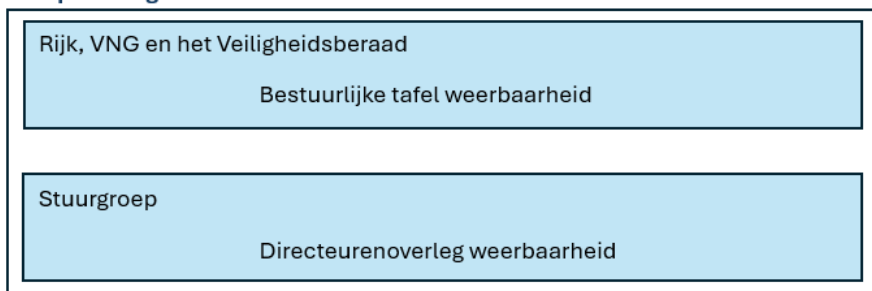 Rijk, VNG en het Veiligheidsberaad
Bestuurlijke tafel weerbaarheid
Stuurgroep
Directeurenoverleg weerbaarheid